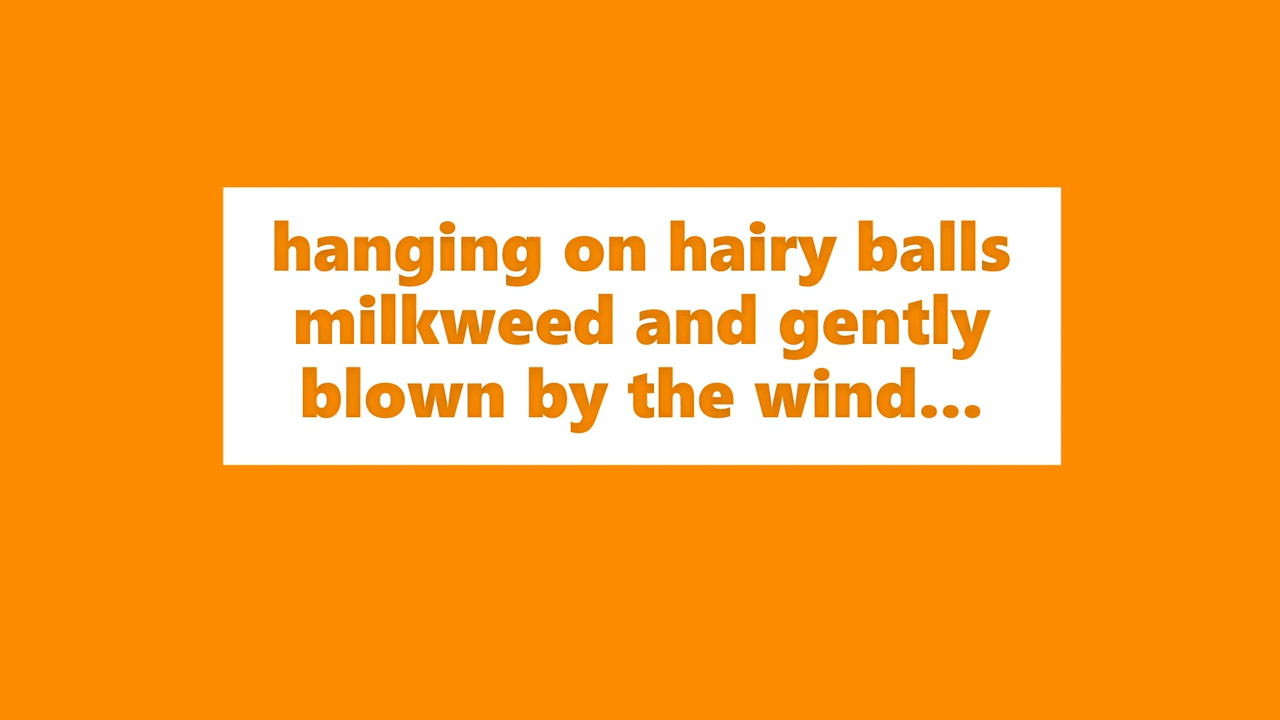 hanging on hairy balls
milkweed and gently
blown by the wind...